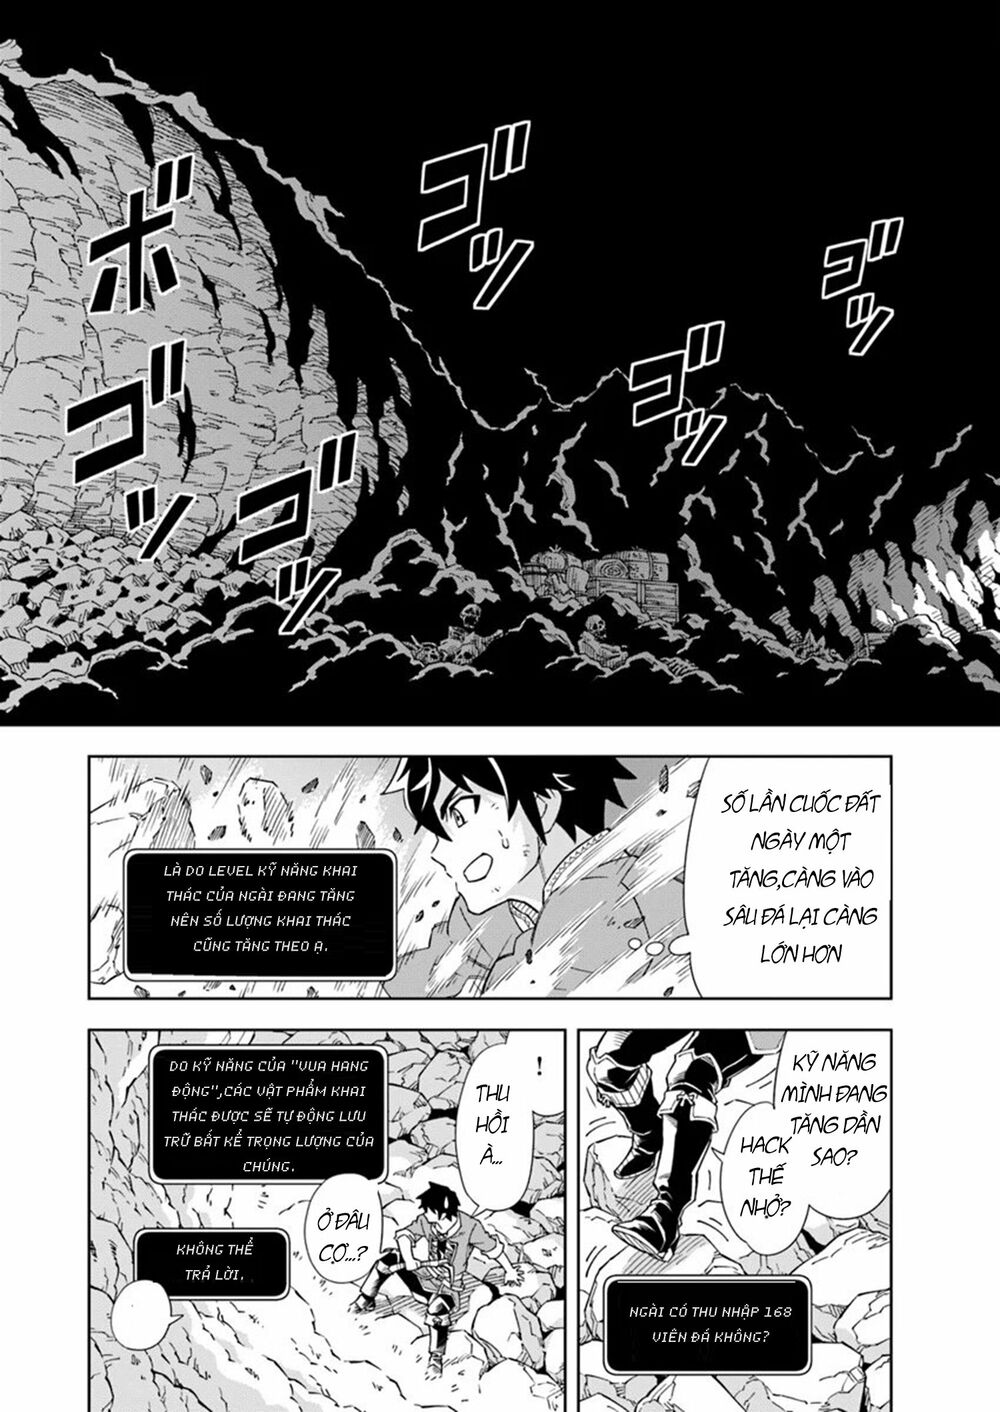 ゴッ
ゴッ
ゴッ
ゴッ
ボ
ゴッ
SỐ LẦN CUỐC ĐẤT
NGÀY MỘT
TĂNG,CÀNG VÀO
SÂU ĐÁ LẠI CÀNG
LỚN HƠN
LÀ DO LEVEL KỸ NĂNG KHAI
THÁC CỦA NGÀI ĐANG TĂNG
NÊN SỐ LƯỢNG KHAI THÁC
CŨNG TĂNG THEO Ạ.
KỸ NĂNG
MÌNH ĐANG
TĂNG DẦN
SAO?
HACK
THẾ
NHỞ?
NGÀI CÓ THU NHẬP 168
VIÊN ĐÁ KHÔNG?
!
THU
HỒI
À...
DO KỸ NĂNG CỦA "VUA HANG
ĐỘNG",CÁC VẬT PHẨM KHAI
THÁC ĐƯỢC SẼ TỰ ĐỘNG LƯU
TRỮ BẤT KỂ TRỌNG LƯỢNG CỦA
CHÚNG.
Ở ĐÂU
CỢ...?
KHÔNG THỂ
TRẢ LỜI.